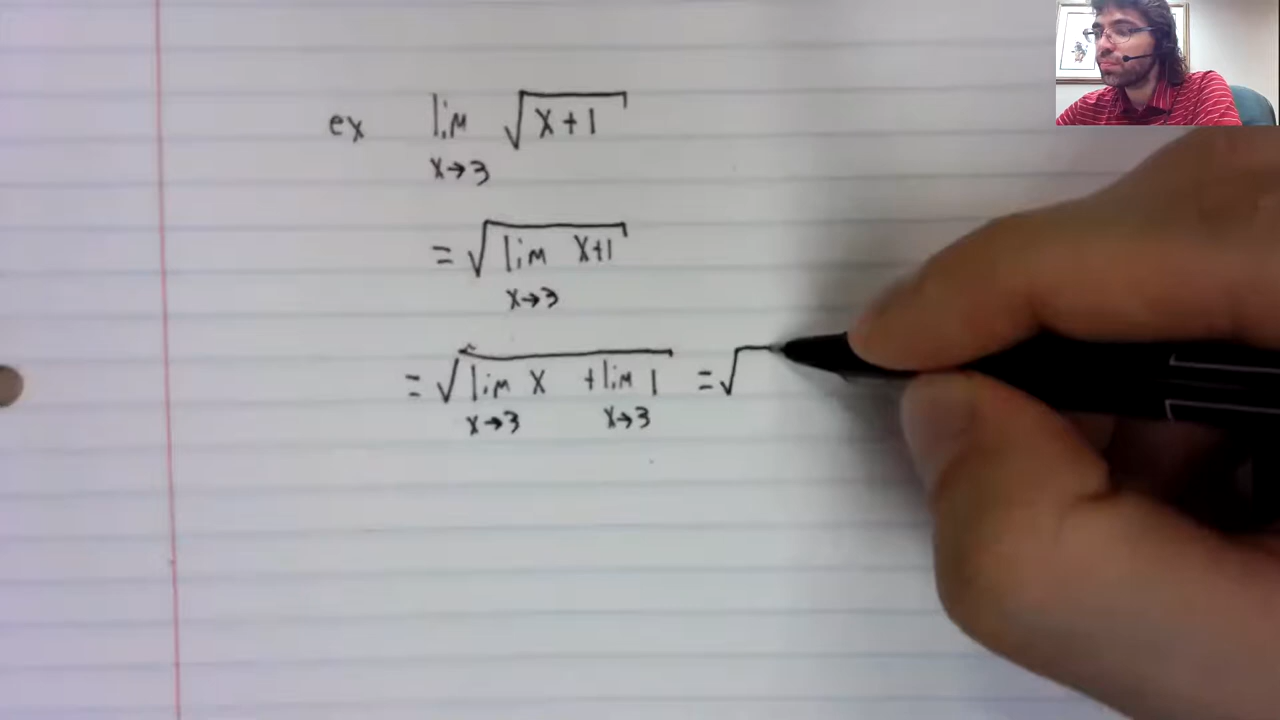 ex lim √x+1
x→3
= √lim x+1
x→3
= √lim x +lim 1 = √
x→3 x→3